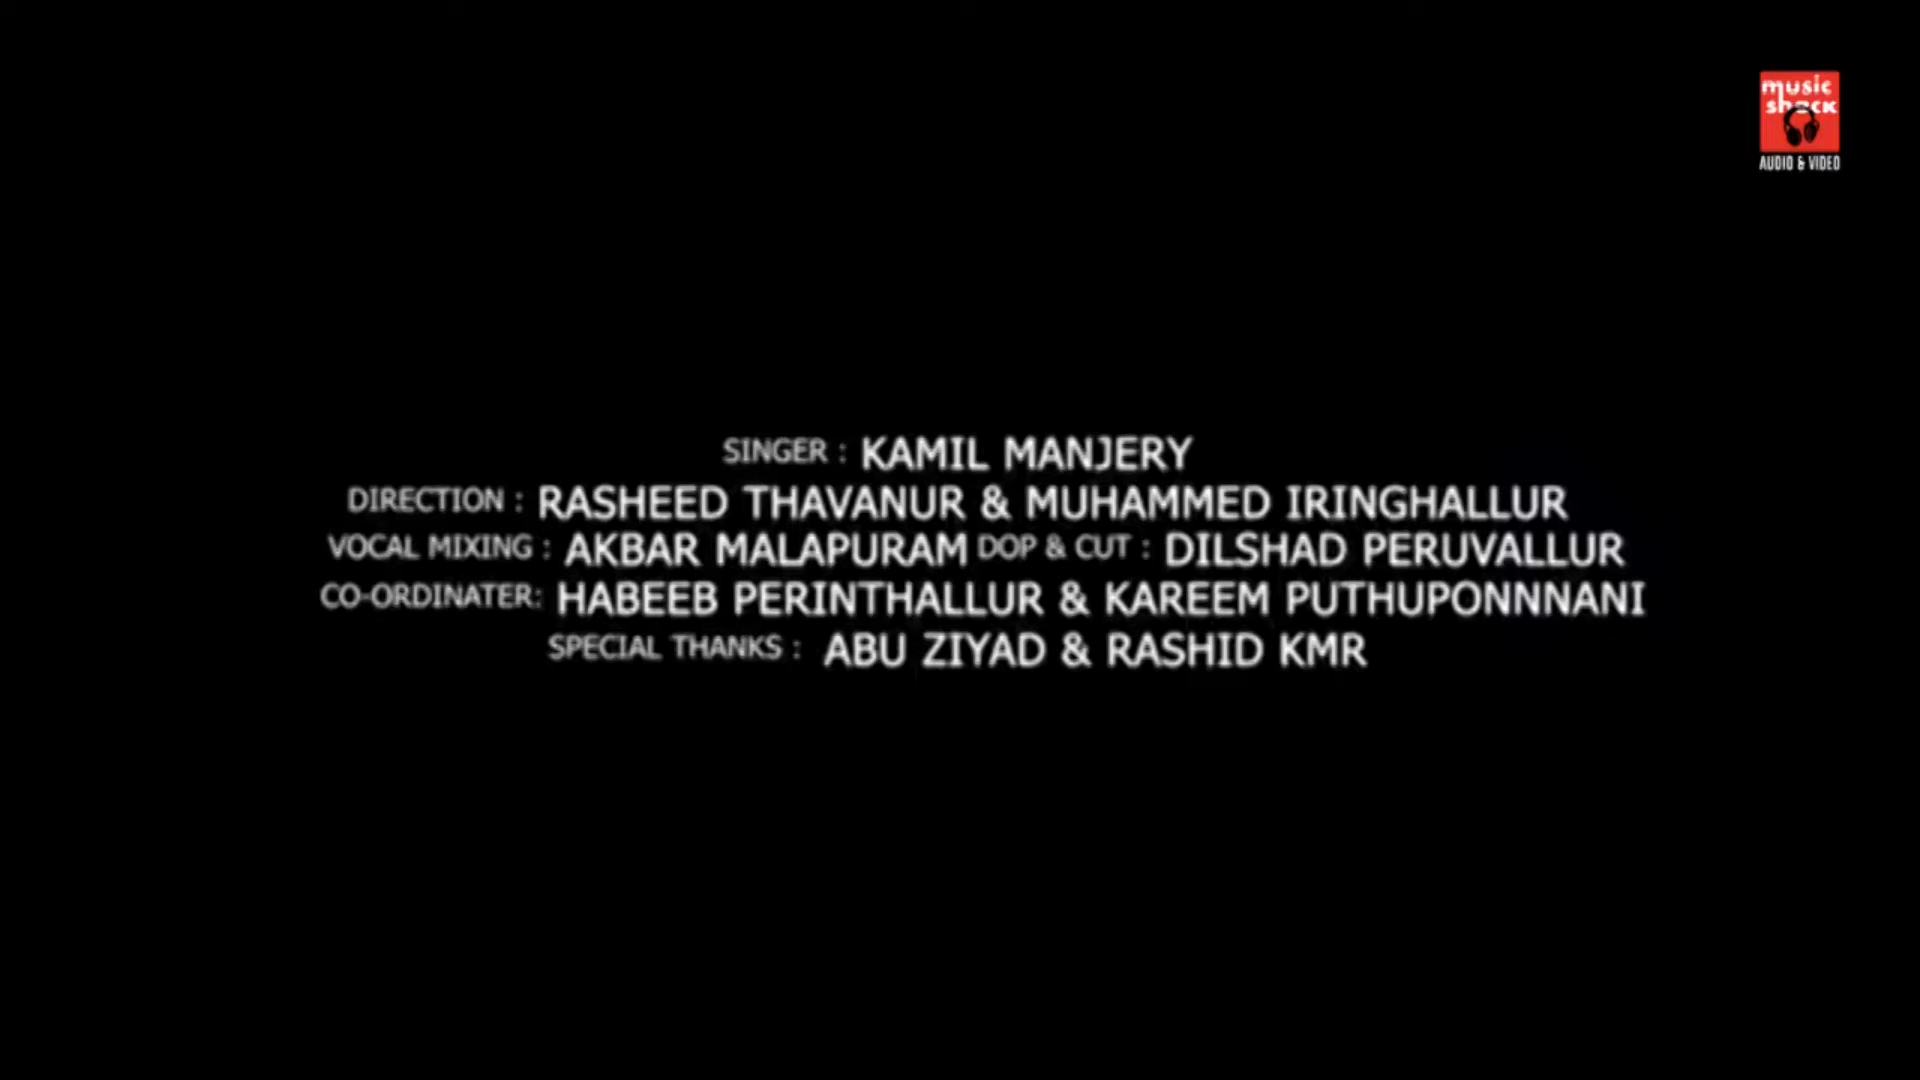 music
shack
AUDIO & VIDEO
SINGER : KAMIL MANJERY
DIRECTION : RASHEED THAVANUR & MUHAMMED IRINGHALLUR
VOCAL MIXING : AKBAR MALAPURAM DOP & CUT : DILSHAD PERUVALLUR
CO-ORDINATER: HABEEB PERINTHALLUR & KAREEM PUTHUPONNNANI
SPECIAL THANKS : ABU ZIYAD & RASHID KMR